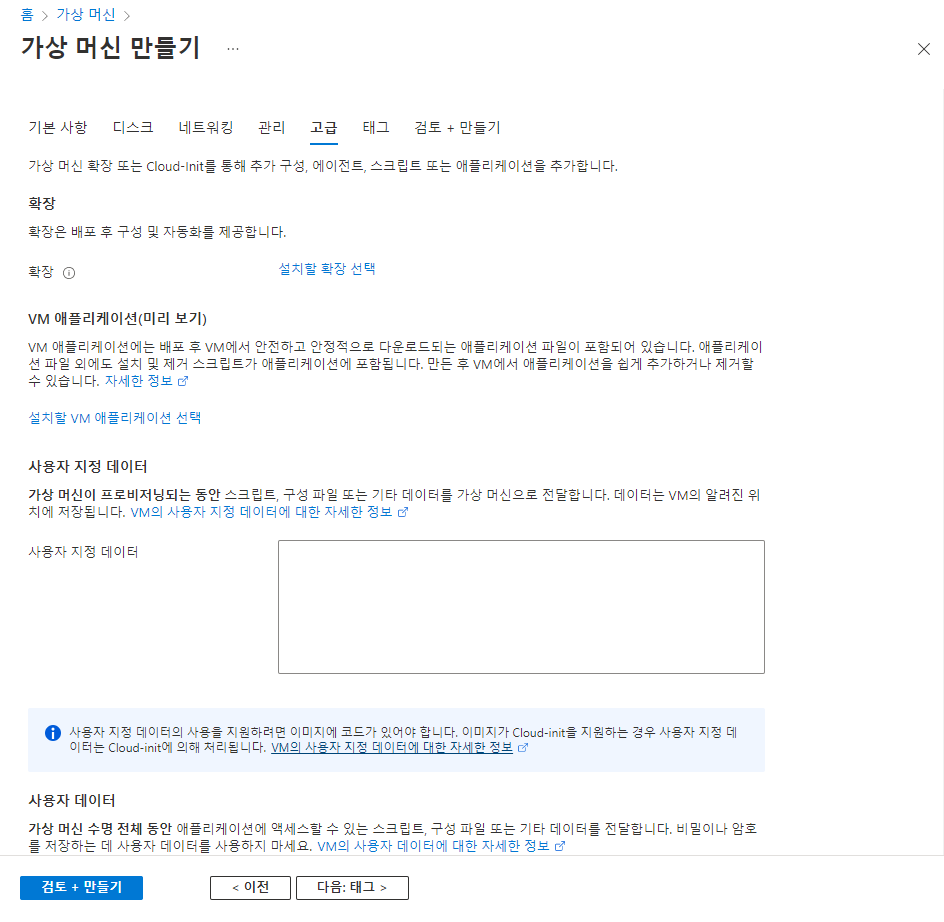 홈 > 가상 머신 >
가상 머신 만들기 ...
기본 사항 디스크 네트워킹 관리 고급 태그 검토 + 만들기
가상 머신 확장 또는 Cloud-Init를 통해 추가 구성, 에이전트, 스크립트 또는 애플리케이션을 추가합니다.
확장
확장은 배포 후 구성 및 자동화를 제공합니다.
확장 설치할 확장 선택
VM 애플리케이션(미리 보기)
VM 애플리케이션에는 배포 후 VM에서 안전하고 안정적으로 다운로드되는 애플리케이션 파일이 포함되어 있습니다. 애플리케이
션 파일 외에도 설치 및 제거 스크립트가 애플리케이션에 포함됩니다. 만든 후 VM에서 애플리케이션을 쉽게 추가하거나 제거할
수 있습니다. 자세한 정보
설치할 VM 애플리케이션 선택
사용자 지정 데이터
가상 머신이 프로비저닝되는 동안 스크립트, 구성 파일 또는 기타 데이터를 가상 머신으로 전달합니다. 데이터는 VM의 알려진 위
치에 저장됩니다. VM의 사용자 지정 데이터에 대한 자세한 정보
사용자 지정 데이터
사용자 지정 데이터의 사용을 지원하려면 이미지에 코드가 있어야 합니다. 이미지가 Cloud-init을 지원하는 경우 사용자 지정 데
이터는 Cloud-init에 의해 처리됩니다. VM의 사용자 지정 데이터에 대한 자세한 정보
사용자 데이터
가상 머신 수명 전체 동안 애플리케이션에 액세스할 수 있는 스크립트, 구성 파일 또는 기타 데이터를 전달합니다. 비밀이나 암호
를 저장하는 데 사용자 데이터를 사용하지 마세요. VM의 사용자 데이터에 대한 자세한 정보
검토 + 만들기 < 이전 다음: 태그 >